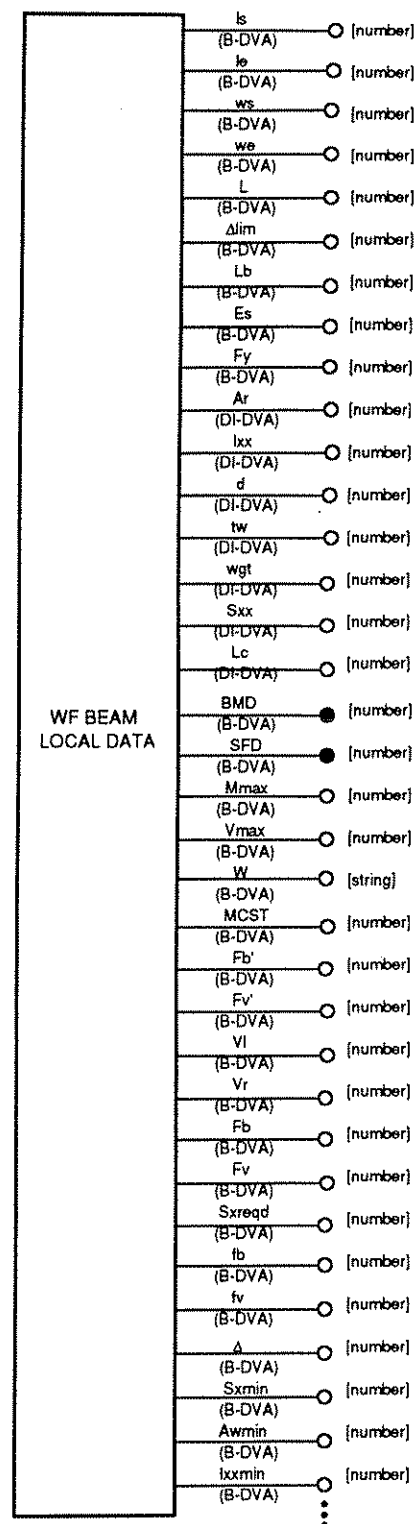 ls
(B-DVA)
[number]
le
(B-DVA)
[number]
ws
(B-DVA)
[number]
we
(B-DVA)
[number]
L
(B-DVA)
[number]
Δlim
(B-DVA)
[number]
Lb
(B-DVA)
[number]
Es
(B-DVA)
[number]
Fy
(B-DVA)
[number]
Ar
(DI-DVA)
[number]
Ixx
(DI-DVA)
[number]
d
(DI-DVA)
[number]
tw
(DI-DVA)
[number]
wgt
(DI-DVA)
[number]
Sxx
(DI-DVA)
[number]
Lc
(DI-DVA)
[number]
WF BEAM
LOCAL DATA
BMD
(B-DVA)
[number]
SFD
(B-DVA)
[number]
Mmax
(B-DVA)
[number]
Vmax
(B-DVA)
[number]
W
(B-DVA)
[string]
MCST
(B-DVA)
[number]
Fb'
(B-DVA)
[number]
Fv'
(B-DVA)
[number]
Vl
(B-DVA)
[number]
Vr
(B-DVA)
[number]
Fb
(B-DVA)
[number]
Fv
(B-DVA)
[number]
Sxreqd
(B-DVA)
[number]
fb
(B-DVA)
[number]
fv
(B-DVA)
[number]
Δ
(B-DVA)
[number]
Sxmin
(B-DVA)
[number]
Awmin
(B-DVA)
[number]
Ixxmin
(B-DVA)
[number]